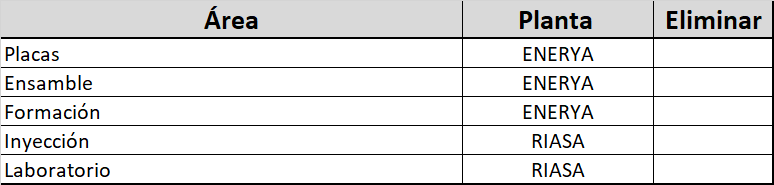 Área Planta Eliminar
Placas ENERYA
Ensamble ENERYA
Formación ENERYA
Inyección RIASA
Laboratorio RIASA